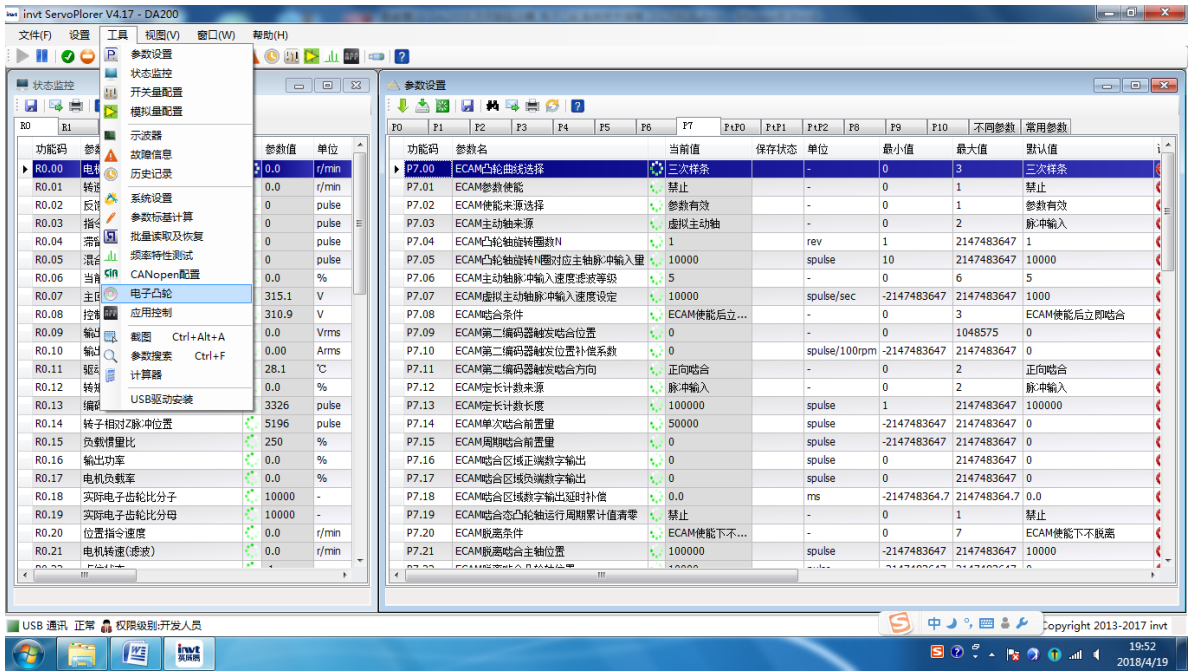 invt ServoPlorer V4.17 - DA200
文件(F) 设置 工具 视图(V) 窗口(W) 帮助(H)
参数设置
状态监控
开关量配置
模拟量配置
示波器
故障信息
历史记录
系统设置
参数标基计算
批量读取及恢复
频率特性测试
CANopen配置
电子凸轮
应用控制
截图 Ctrl+Alt+A
参数搜索 Ctrl+F
计算器
USB驱动安装
状态监控
R0 R1
功能码 参数值 单位
R0.00 电机 0.0 r/min
R0.01 转速 0.0 r/min
R0.02 反馈 0 pulse
R0.03 指令 0 pulse
R0.04 滞留 0 pulse
R0.05 混合 0 pulse
R0.06 当前 0.0 %
R0.07 主回 315.1 V
R0.08 控制 310.9 V
R0.09 输出 0.0 Vrms
R0.10 输出 0.00 Arms
R0.11 驱动 28.1 ℃
R0.12 转矩 0.0 %
R0.13 编码 3326 pulse
R0.14 转子相对Z脉冲位置 5196 pulse
R0.15 负载惯量比 250 %
R0.16 输出功率 0.0 %
R0.17 电机负载率 0.0 %
R0.18 实际电子齿轮比分子 10000 -
R0.19 实际电子齿轮比分母 10000 -
R0.20 位置指令速度 0.0 r/min
R0.21 电机转速(滤波) 0.0 r/min
参数设置
P0 P1 P2 P3 P4 P5 P6 P7 PtP0 PtP1 PtP2 P8 P9 P10 不同参数 常用参数
功能码 参数名 当前值 保存状态 单位 最小值 最大值 默认值
P7.00 ECAM凸轮曲线选择 三次样条 - 0 3 三次样条
P7.01 ECAM参数使能 禁止 - 0 1 禁止
P7.02 ECAM使能来源选择 参数有效 - 0 1 参数有效
P7.03 ECAM主动轴来源 虚拟主动轴 - 0 2 脉冲输入
P7.04 ECAM凸轮轴旋转圈数N 1 rev 1 2147483647 1
P7.05 ECAM凸轮轴旋转N圈对应主轴脉冲输入量 10000 spulse 10 2147483647 10000
P7.06 ECAM主动轴脉冲输入速度滤波等级 5 - 0 6 5
P7.07 ECAM虚拟主动轴脉冲输入速度设定 10000 spulse/sec -2147483647 2147483647 1000
P7.08 ECAM啮合条件 ECAM使能后立... - 0 3 ECAM使能后立即啮合
P7.09 ECAM第二编码器触发啮合位置 0 - 0 1048575 0
P7.10 ECAM第二编码器触发位置补偿系数 0 spulse/100rpm -2147483647 2147483647 0
P7.11 ECAM第二编码器触发啮合方向 正向啮合 - 0 2 正向啮合
P7.12 ECAM定长计数来源 脉冲输入 - 0 2 脉冲输入
P7.13 ECAM定长计数长度 100000 spulse 1 2147483647 100000
P7.14 ECAM单次啮合前置量 50000 spulse -2147483647 2147483647 0
P7.15 ECAM周期啮合前置量 0 spulse -2147483647 2147483647 0
P7.16 ECAM啮合区域正端数字输出 0 spulse 0 2147483647 0
P7.17 ECAM啮合区域负端数字输出 0 spulse 0 2147483647 0
P7.18 ECAM啮合区域数字输出延时补偿 0.0 ms -214748364.7 214748364.7 0.0
P7.19 ECAM啮合态凸轮轴运行周期累计值清零 禁止 - 0 1 禁止
P7.20 ECAM脱离条件 ECAM使能下不... - 0 7 ECAM使能下不脱离
P7.21 ECAM脱离啮合主轴位置 100000 spulse -2147483647 2147483647 10000
USB 通讯 正常 权限级别:开发人员
中
Copyright 2013-2017 invt
invt
英威腾
19:52
2018/4/19